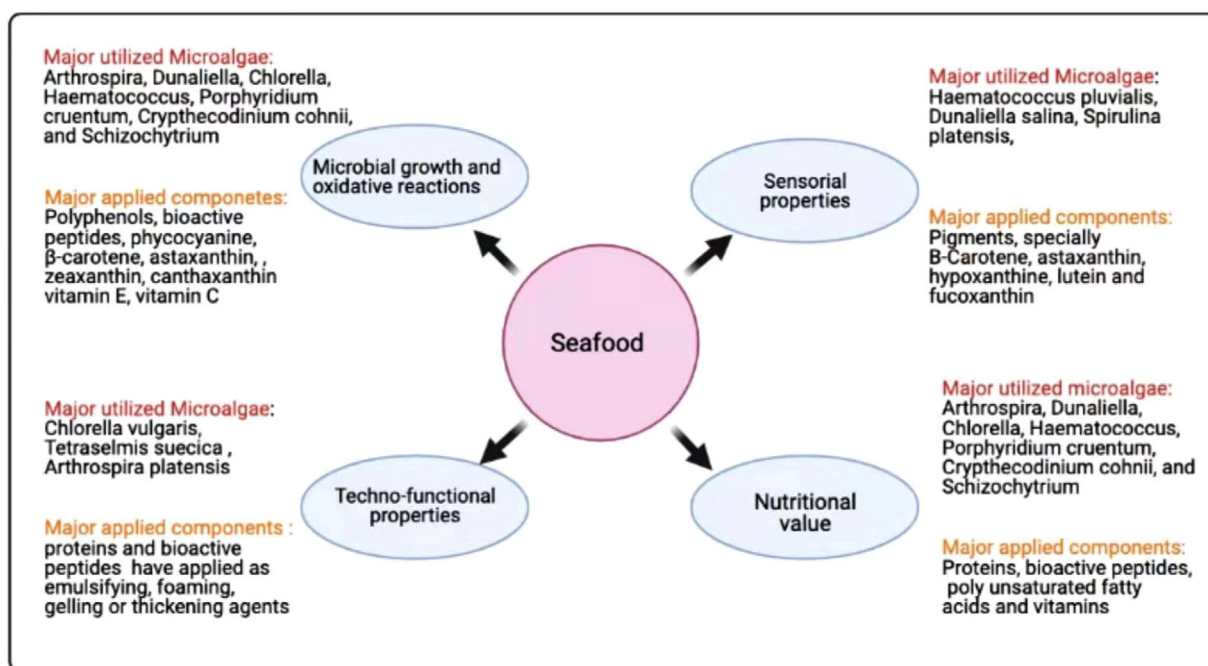 Major utilized Microalgae:
Arthrospira, Dunaliella, Chlorella,
Haematococcus, Porphyridium
cruentum, Crypthecodinium cohnii,
and Schizochytrium
Microbial growth and
oxidative reactions
Major applied componetes:
Polyphenols, bioactive
peptides, phycocyanine,
β-carotene, astaxanthin, ,
zeaxanthin, canthaxanthin
vitamin E, vitamin C
Major utilized Microalgae:
Haematococcus pluvialis,
Dunaliella salina, Spirulina
platensis,
Sensorial
properties
Major applied components:
Pigments, specially
B-Carotene, astaxanthin,
hypoxanthine, lutein and
fucoxanthin
Seafood
Major utilized Microalgae:
Chlorella vulgaris,
Tetraselmis suecica ,
Arthrospira platensis
Techno-functional
properties
Major applied components :
proteins and bioactive
peptides have applied as
emulsifying, foaming,
gelling or thickening agents
Major utilized microalgae:
Arthrospira, Dunaliella,
Chlorella, Haematococcus,
Porphyridium cruentum,
Crypthecodinium cohnii, and
Schizochytrium
Nutritional
value
Major applied components:
Proteins, bioactive peptides,
poly unsaturated fatty
acids and vitamins